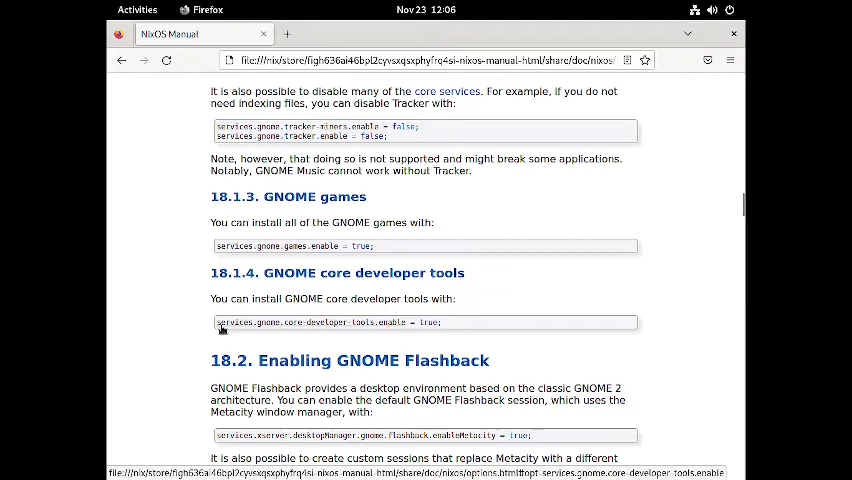 Activities Firefox Nov 23 12:06
NixOS Manual
file:///nix/store/figh636ai46bpl2cyvsxqsxphyfrq4si-nixos-manual-html/share/doc/nixos/
It is also possible to disable many of the core services. For example, if you do not
need indexing files, you can disable Tracker with:
services.gnome.tracker-miners.enable = false;
services.gnome.tracker.enable = false;
Note, however, that doing so is not supported and might break some applications.
Notably, GNOME Music cannot work without Tracker.
18.1.3. GNOME games
You can install all of the GNOME games with:
services.gnome.games.enable = true;
18.1.4. GNOME core developer tools
You can install GNOME core developer tools with:
services.gnome.core-developer-tools.enable = true;
18.2. Enabling GNOME Flashback
GNOME Flashback provides a desktop environment based on the classic GNOME 2
architecture. You can enable the default GNOME Flashback session, which uses the
Metacity window manager, with:
services.xserver.desktopManager.gnome.flashback.enableMetacity = true;
It is also possible to create custom sessions that replace Metacity with a different
file:///nix/store/figh636ai46bpl2cyvsxqsxphyfrq4si-nixos-manual-html/share/doc/nixos/options.html#opt-services.gnome.core-developer-tools.enable